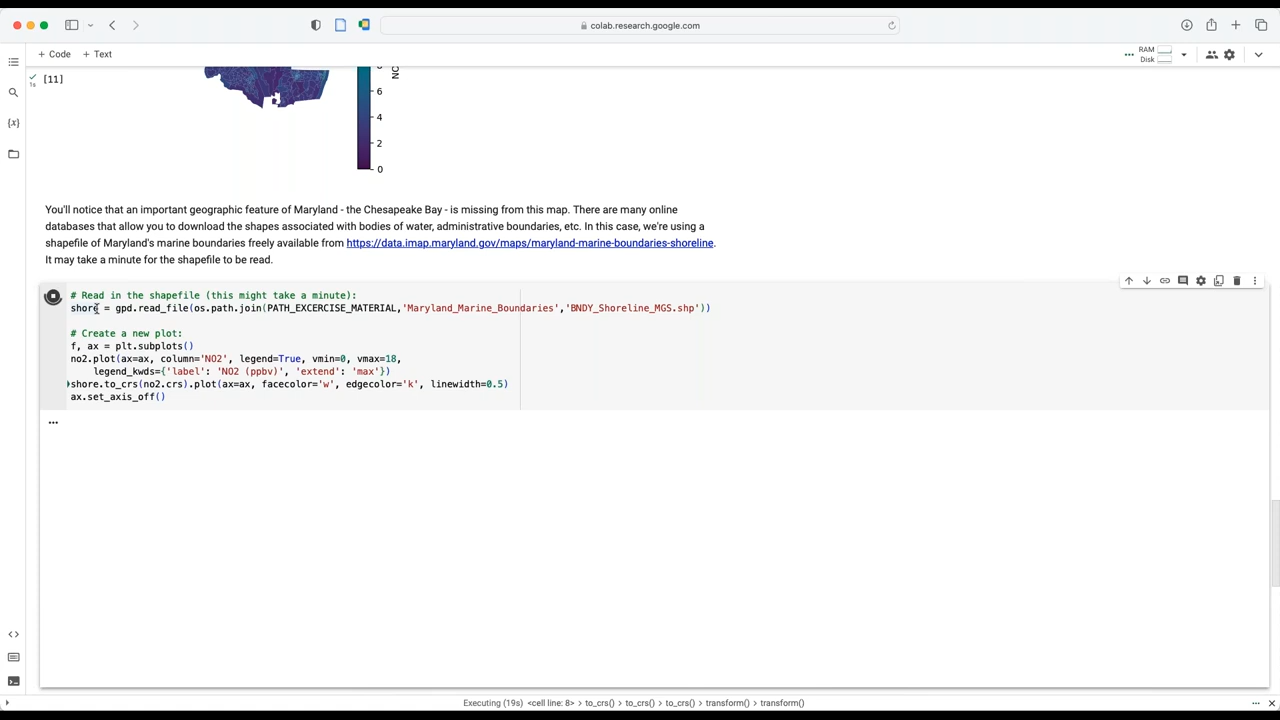 colab.research.google.com
+ Code + Text
RAM
Disk
[11]
1s
6
4
2
0
You'll notice that an important geographic feature of Maryland - the Chesapeake Bay - is missing from this map. There are many online
databases that allow you to download the shapes associated with bodies of water, administrative boundaries, etc. In this case, we're using a
shapefile of Maryland's marine boundaries freely available from https://data.imap.maryland.gov/maps/maryland-marine-boundaries-shoreline.
It may take a minute for the shapefile to be read.
# Read in the shapefile (this might take a minute):
shore = gpd.read_file(os.path.join(PATH_EXCERCISE_MATERIAL,'Maryland_Marine_Boundaries','BNDY_Shoreline_MGS.shp'))
# Create a new plot:
f, ax = plt.subplots()
no2.plot(ax=ax, column='NO2', legend=True, vmin=0, vmax=18,
legend_kwds={'label': 'NO2 (ppbv)', 'extend': 'max'})
shore.to_crs(no2.crs).plot(ax=ax, facecolor='w', edgecolor='k', linewidth=0.5)
ax.set_axis_off()
...
Executing (19s) <cell line: 8> > to_crs() > to_crs() > to_crs() > transform() > transform()